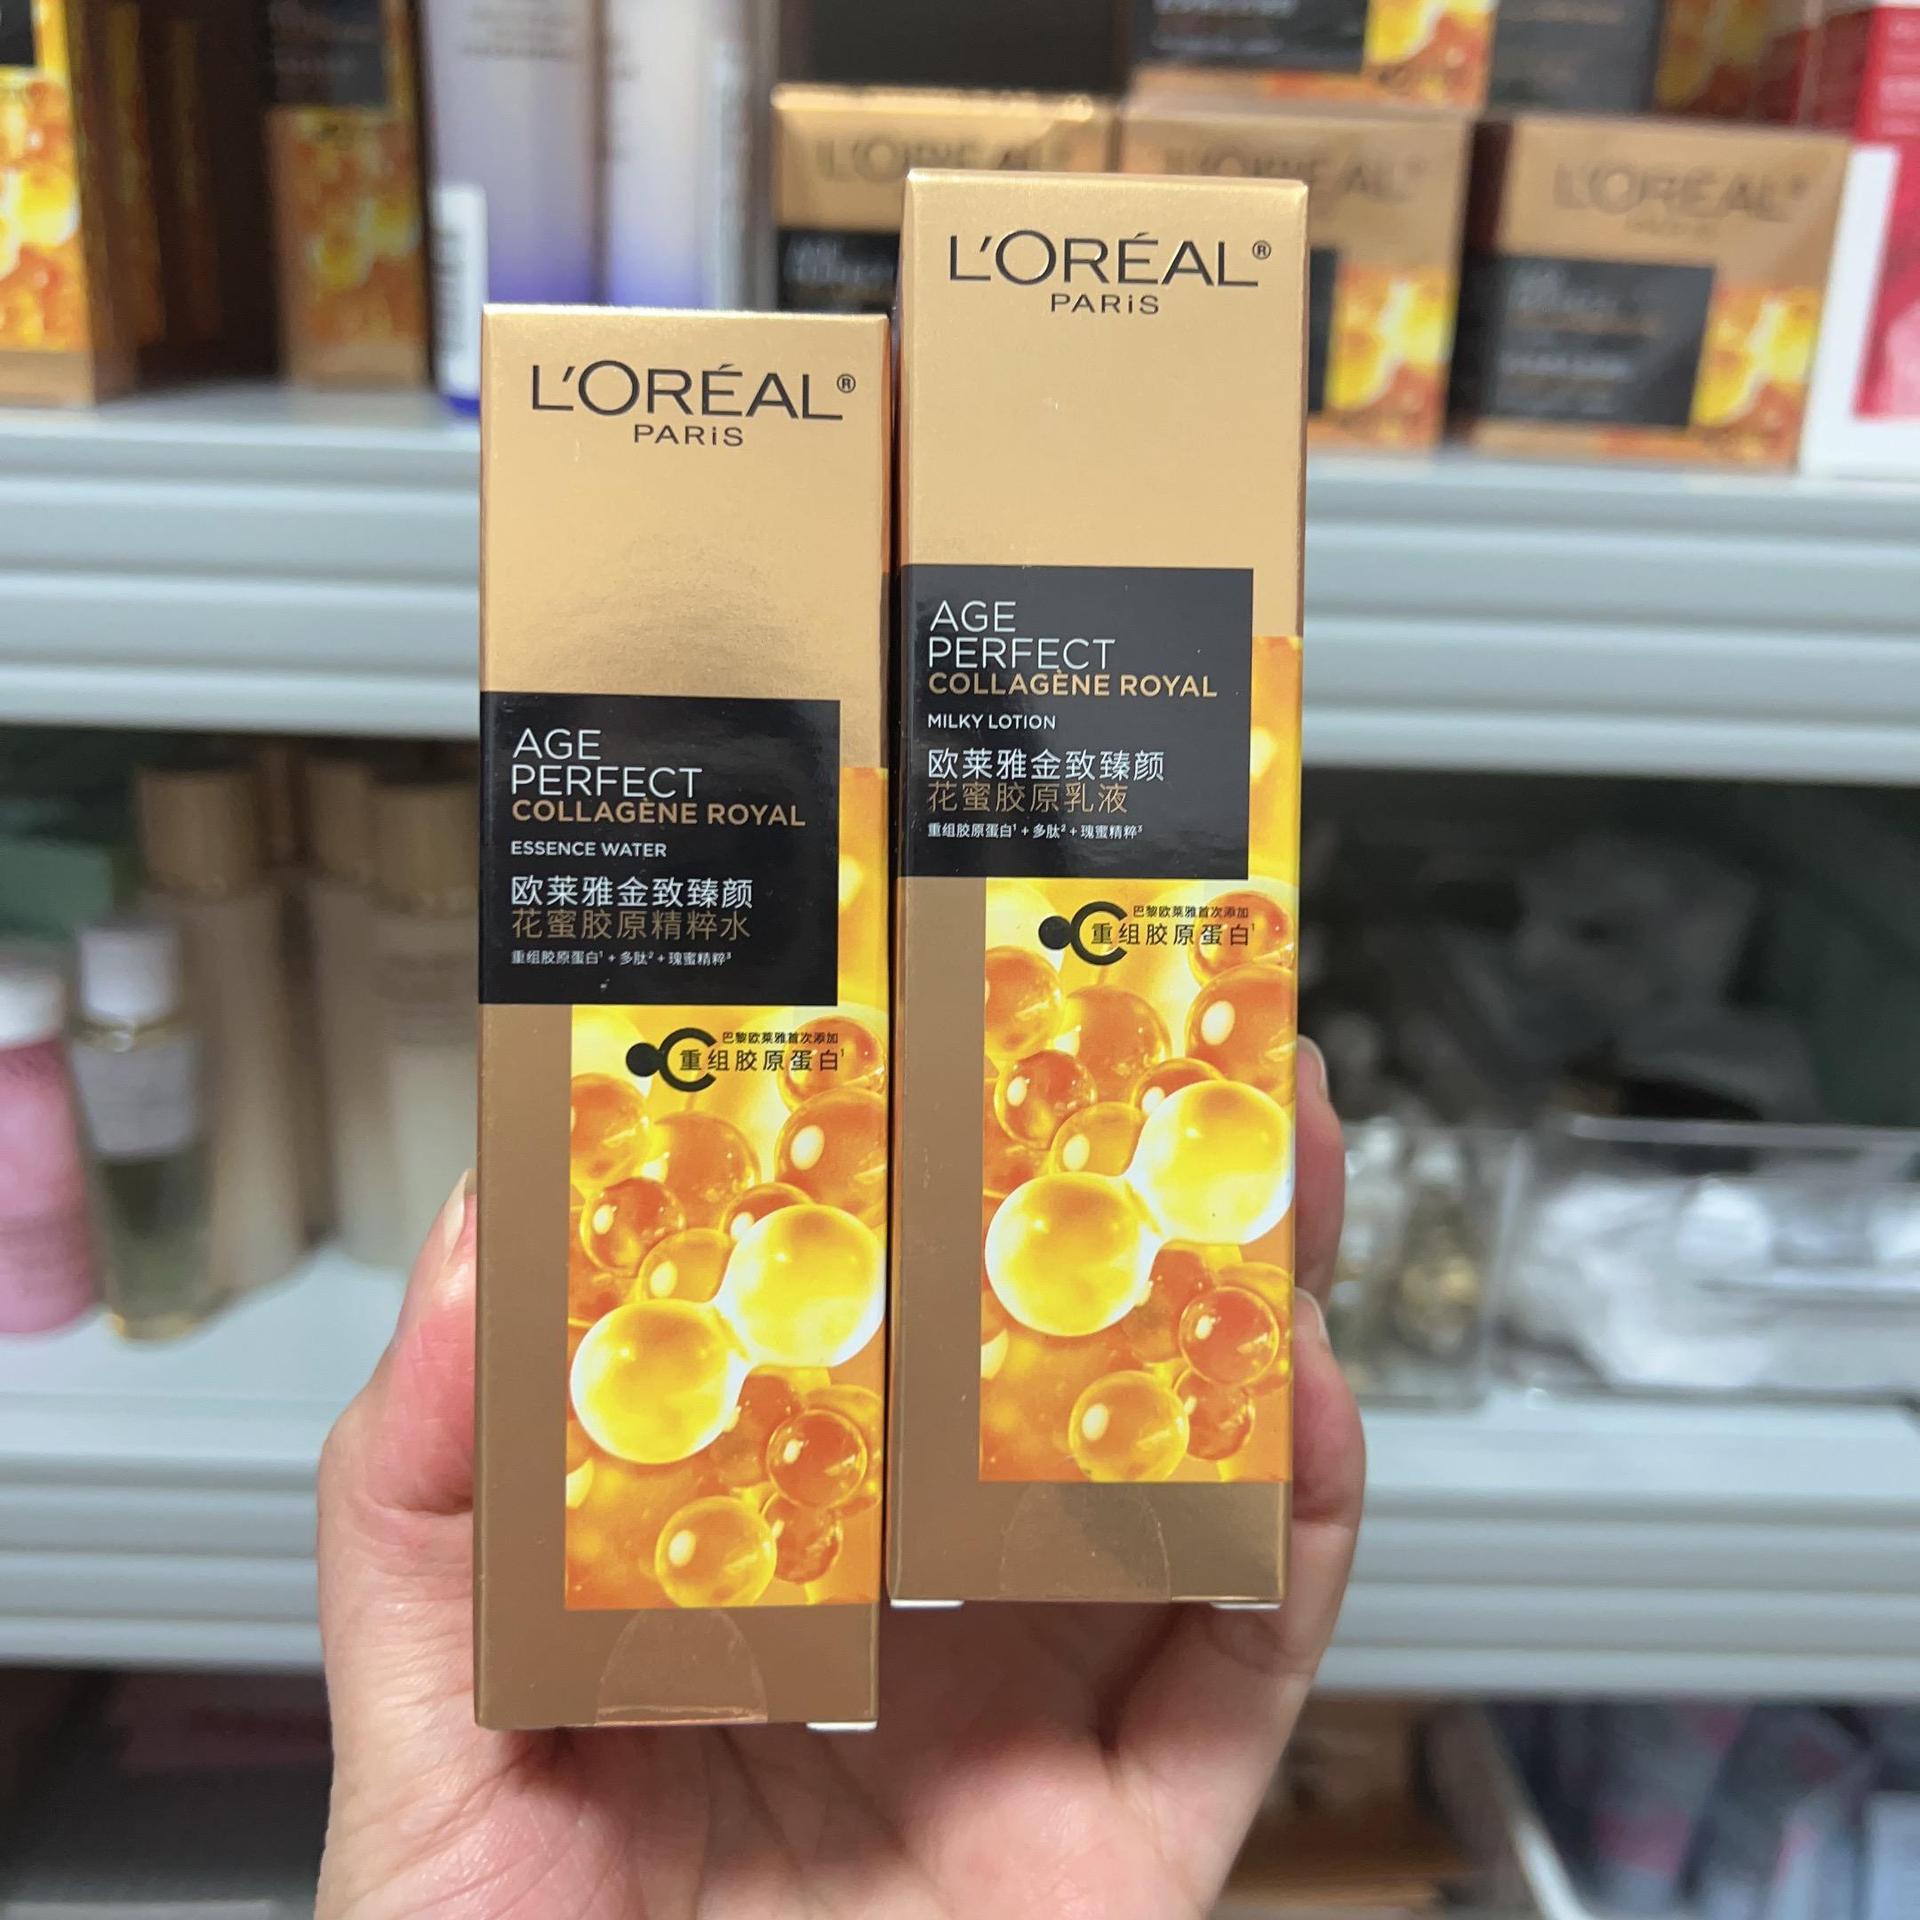 L'ORÉAL®
PARiS
AGE
PERFECT
COLLAGÈNE ROYAL
ESSENCE WATER
欧莱雅金致臻颜
花蜜胶原精粹水
重组胶原蛋白¹ + 多肽² + 瑰蜜精粹³
巴黎欧莱雅首次添加
C重组胶原蛋白¹
L'ORÉAL®
PARiS
AGE
PERFECT
COLLAGÈNE ROYAL
MILKY LOTION
欧莱雅金致臻颜
花蜜胶原乳液
重组胶原蛋白¹ + 多肽² + 瑰蜜精粹³
巴黎欧莱雅首次添加
C重组胶原蛋白¹
L'ORÉAL
L'ORÉAL®
L'ORÉAL®